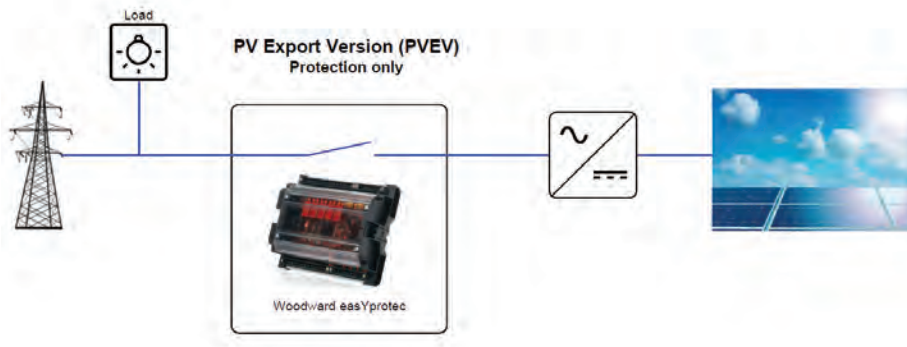 Load
PV Export Version (PVEV)
Protection only
Woodward easYprotec